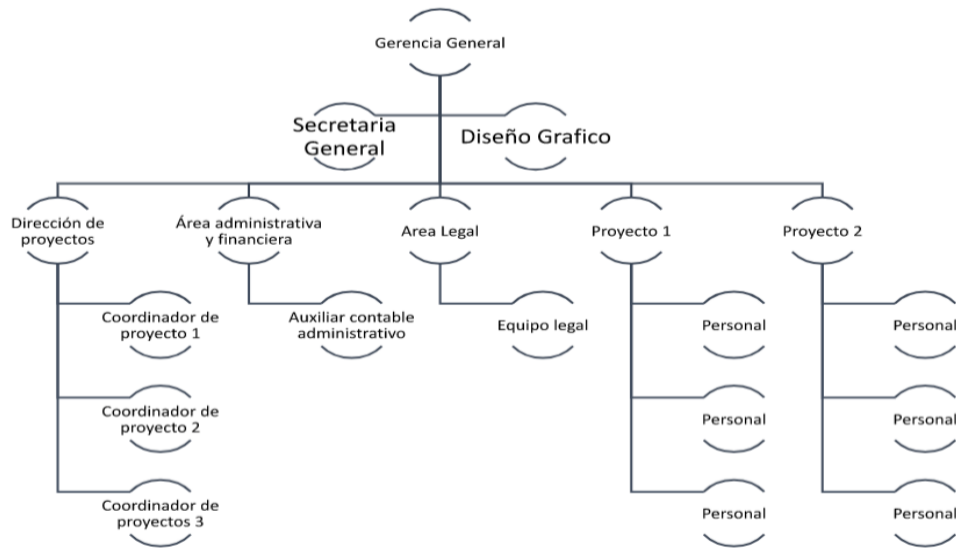 Gerencia General
Secretaria
General
Diseño Grafico
Dirección de
proyectos
Área administrativa
y financiera
Area Legal
Proyecto 1
Proyecto 2
Coordinador de
proyecto 1
Auxiliar contable
administrativo
Equipo legal
Personal
Personal
Coordinador de
proyecto 2
Personal
Personal
Coordinador de
proyectos 3
Personal
Personal